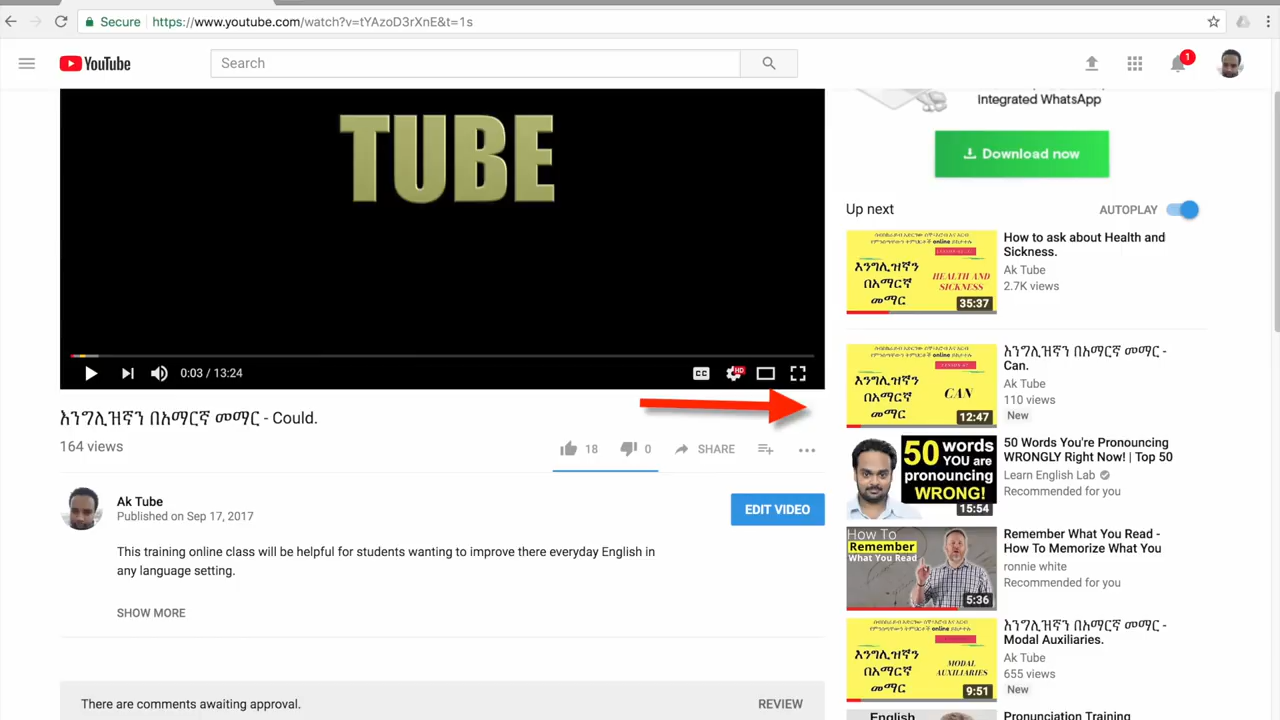 Secure
https://www.youtube.com/watch?v=tYAzoD3rXnE&t=1s
YouTube
Search
1
TUBE
0:03 / 13:24
CC
HD
እንግሊዝኛን በአማርኛ መማር - Could.
164 views
18
0
SHARE
Ak Tube
Published on Sep 17, 2017
EDIT VIDEO
This training online class will be helpful for students wanting to improve there everyday English in
any language setting.
SHOW MORE
There are comments awaiting approval.
REVIEW
integrated WhatsApp
Download now
Up next
AUTOPLAY
እንግሊዝኛን
በአማርኛ
መማር
HEALTH AND
SICKNESS
35:37
How to ask about Health and
Sickness.
Ak Tube
2.7K views
እንግሊዝኛን
በአማርኛ
መማር
CAN
12:47
እንግሊዝኛን በአማርኛ መማር -
Can.
Ak Tube
110 views
New
50 words
YOU are
pronouncing
WRONG!
15:54
50 Words You're Pronouncing
WRONGLY Right Now! | Top 50
Learn English Lab
Recommended for you
How To
Remember
What You Read
5:36
Remember What You Read -
How To Memorize What You
ronnie white
Recommended for you
እንግሊዝኛን
በአማርኛ
መማር
MODAL
AUXILIARIES
9:51
እንግሊዝኛን በአማርኛ መማር -
Modal Auxiliaries.
Ak Tube
655 views
New
English
Pronunciation Training